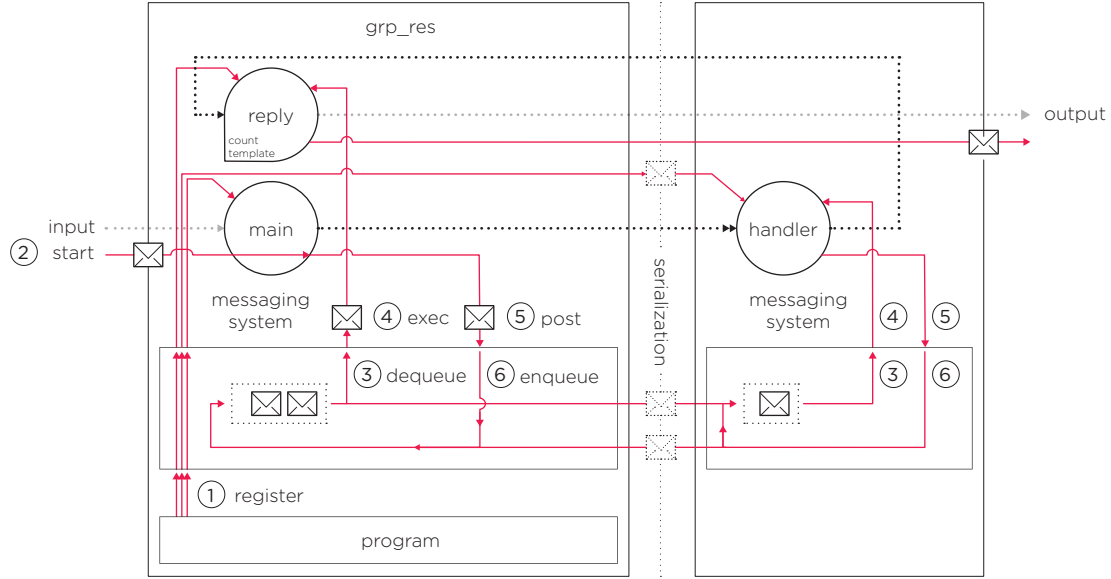 grp_res
reply
count
template
output
input
main
handler
② start
messaging
system
④ exec
⑤ post
serialization
messaging
system
④
⑤
③ dequeue
⑥ enqueue
③
⑥
① register
program